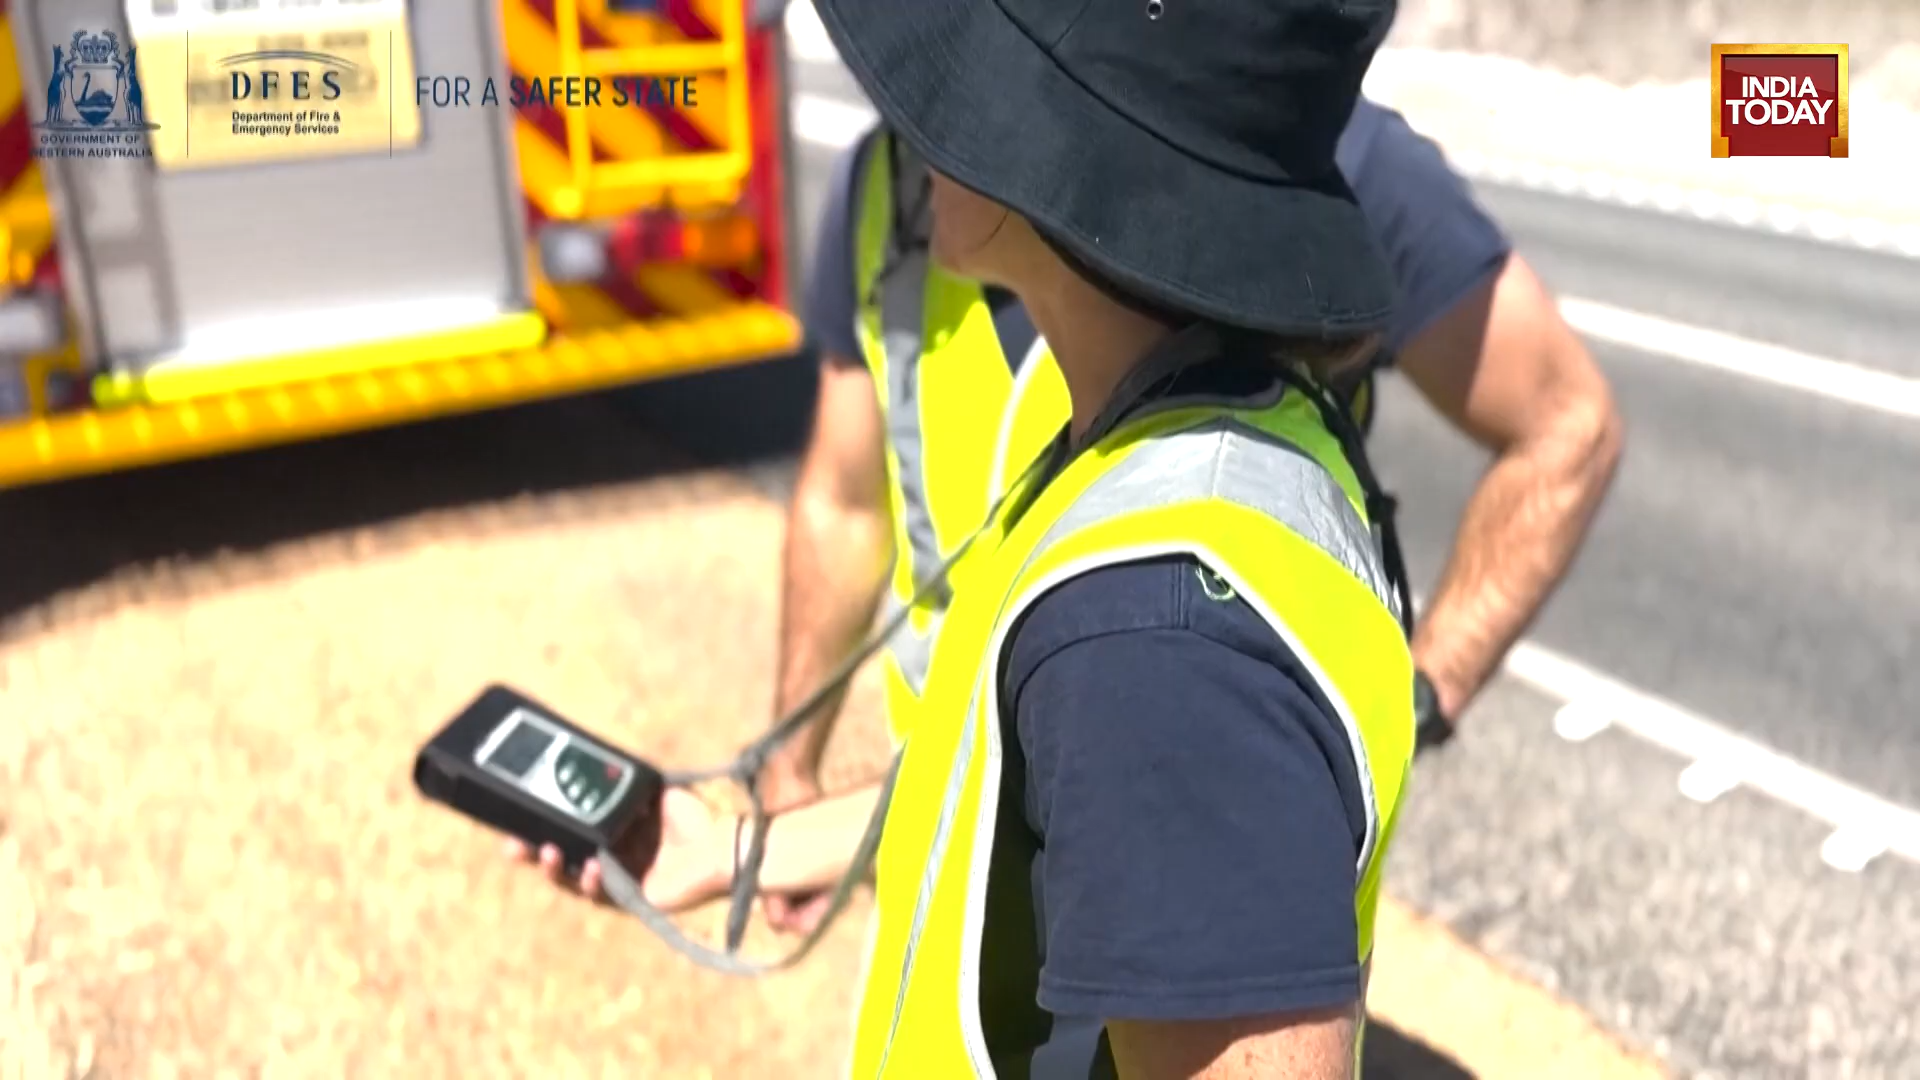 GOVERNMENT OF
WESTERN AUSTRALIA
DFES
Department of Fire &
Emergency Services
FOR A SAFER STATE
INDIA
TODAY